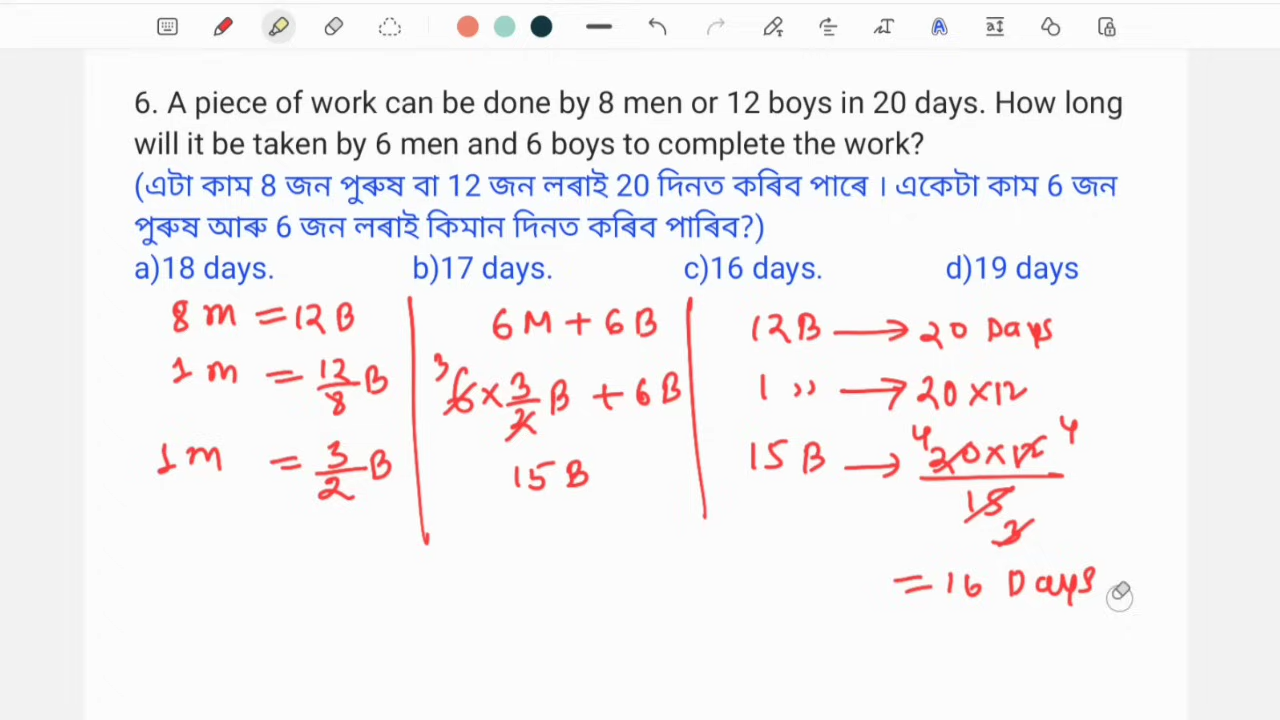 6. A piece of work can be done by 8 men or 12 boys in 20 days. How long
will it be taken by 6 men and 6 boys to complete the work?
(এটা কাম 8 জন পুৰুষ বা 12 জন লৰাই 20 দিনত কৰিব পাৰে । একেটা কাম 6 জন
পুৰুষ আৰু 6 জন লৰাই কিমান দিনত কৰিব পাৰিব?)
a)18 days. b)17 days. c)16 days. d)19 days
8 m = 12 B
1 m = 12/8 B
1 m = 3/2 B
6 M + 6 B
3 6 × 3/2 B + 6 B
15 B
12 B → 20 Days
1 ,, → 20 × 12
15 B → 4 20 × 12 4 / 15 3
= 16 Days